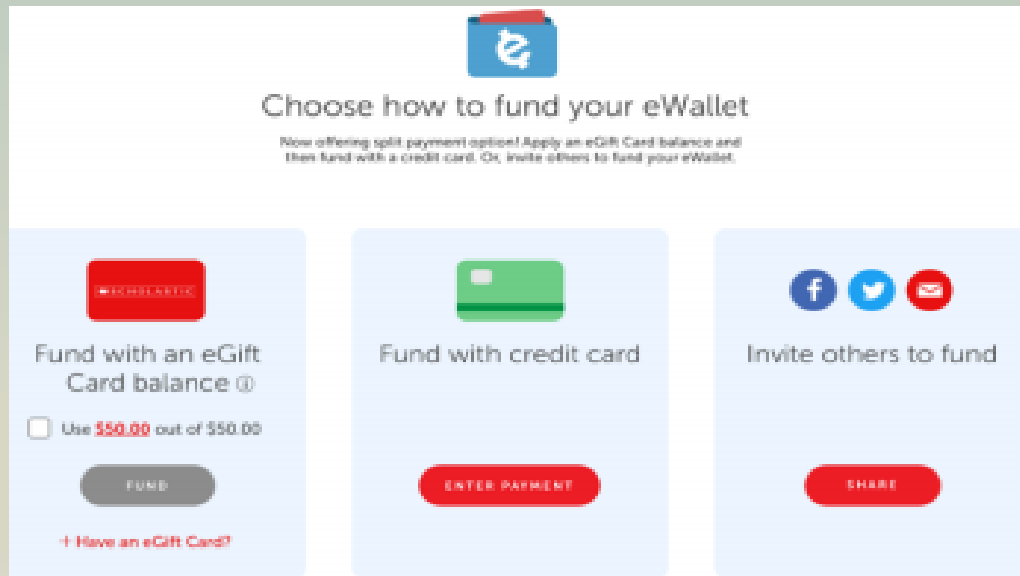 Choose how to fund your eWallet
Now offering split payment option! Apply an eGift Card balance and
then fund with a credit card. Or, invite others to fund your eWallet.
SCHOLASTIC
Fund with an eGift
Card balance ⓘ
Use $50.00 out of $50.00
FUND
+ Have an eGift Card?
Fund with credit card
ENTER PAYMENT
Invite others to fund
SHARE